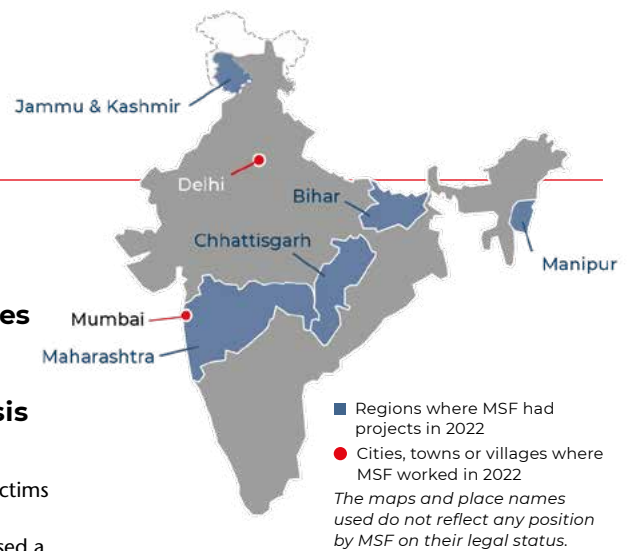 Jammu & Kashmir
Delhi
Bihar
Chhattisgarh
Manipur
Mumbai
Maharashtra
Regions where MSF had
projects in 2022
Cities, towns or villages where
MSF worked in 2022
The maps and place names
used do not reflect any position
by MSF on their legal status.